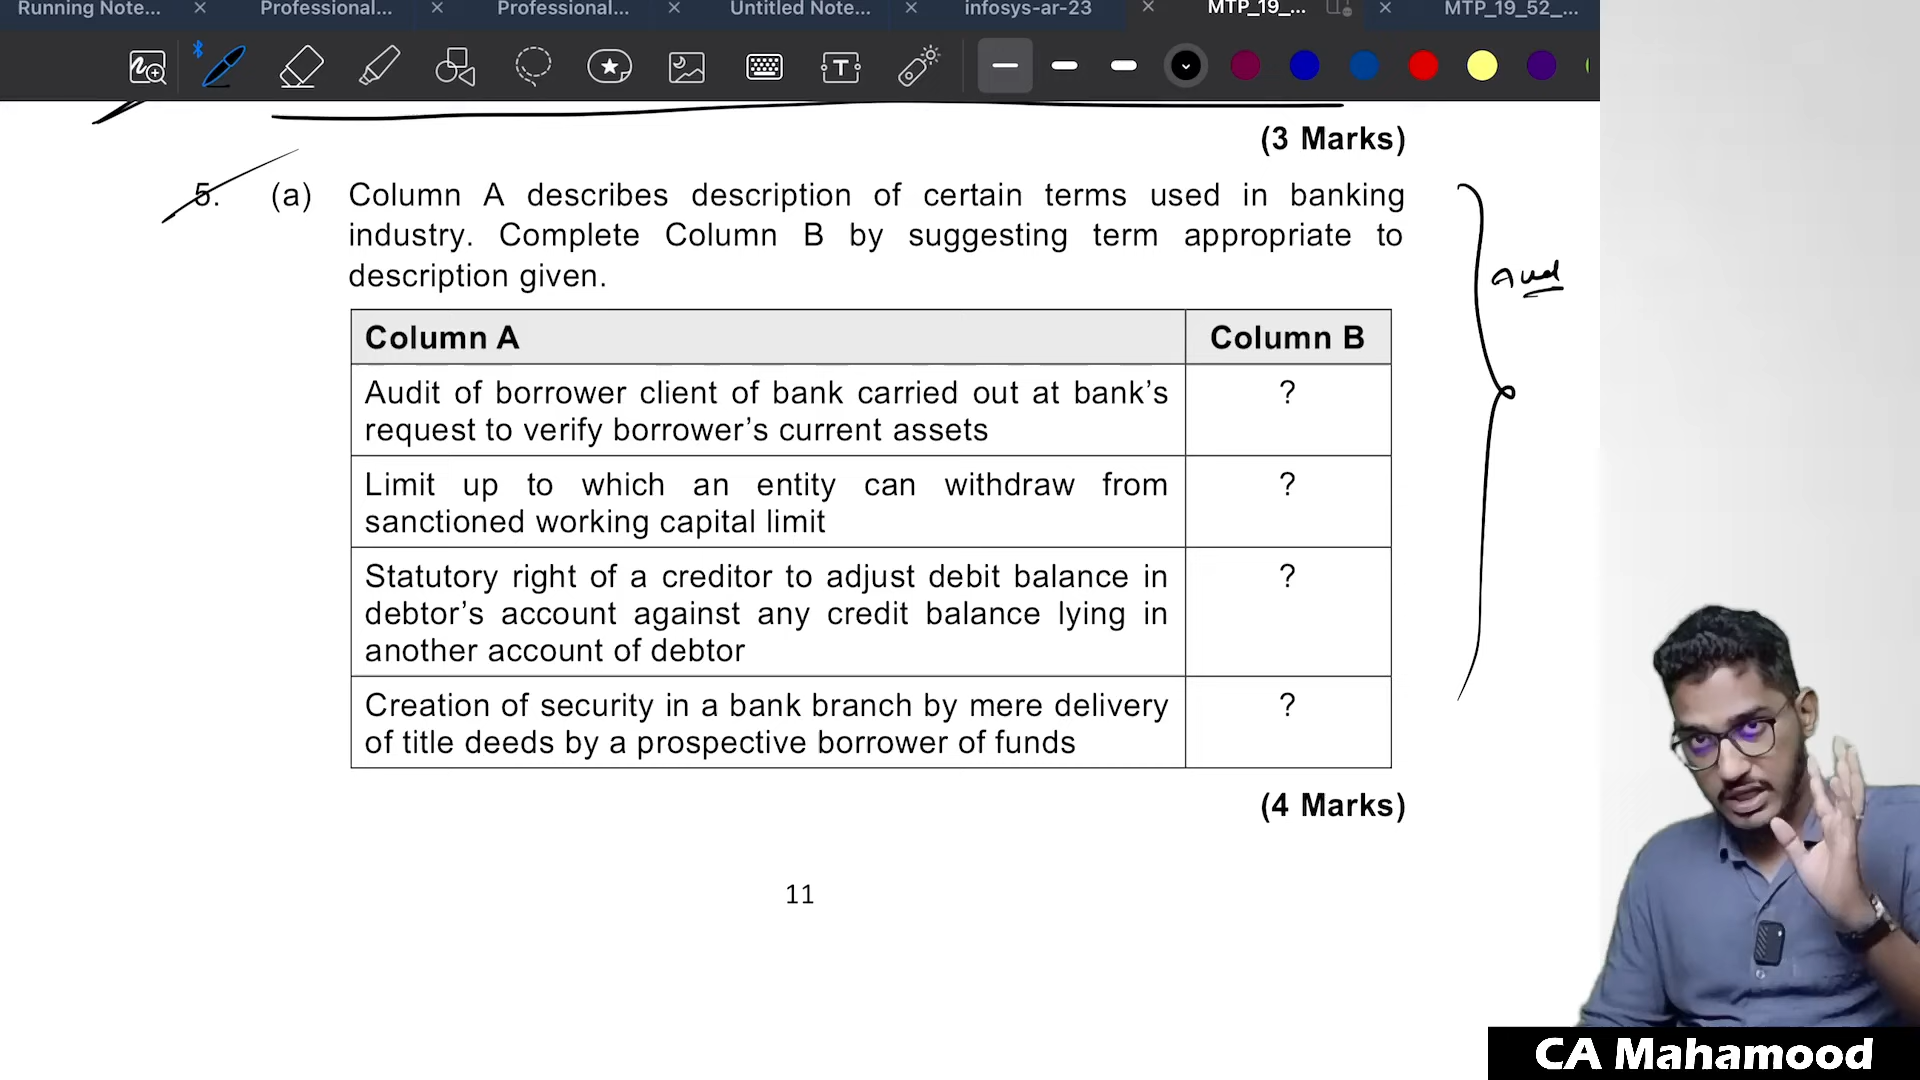 Running Note...
Professional...
Professional...
Untitled Note...
infosys-ar-23
MTP_19_...
MTP_19_52_...
(3 Marks)
5. (a) Column A describes description of certain terms used in banking
industry. Complete Column B by suggesting term appropriate to
description given.
Column A Column B
Audit of borrower client of bank carried out at bank’s ?
request to verify borrower’s current assets
Limit up to which an entity can withdraw from ?
sanctioned working capital limit
Statutory right of a creditor to adjust debit balance in ?
debtor’s account against any credit balance lying in
another account of debtor
Creation of security in a bank branch by mere delivery ?
of title deeds by a prospective borrower of funds
(4 Marks)
11
CA Mahamood